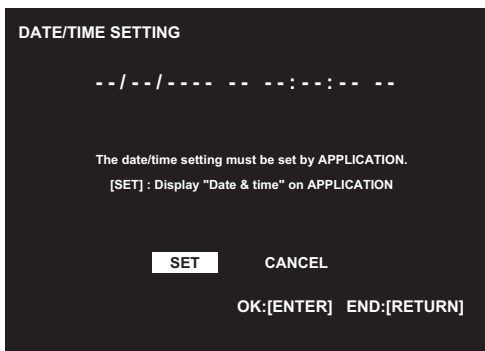 DATE/TIME SETTING
--/--/---- -- --:--:-- --
The date/time setting must be set by APPLICATION.
[SET] : Display "Date & time" on APPLICATION
SET CANCEL
OK:[ENTER] END:[RETURN]